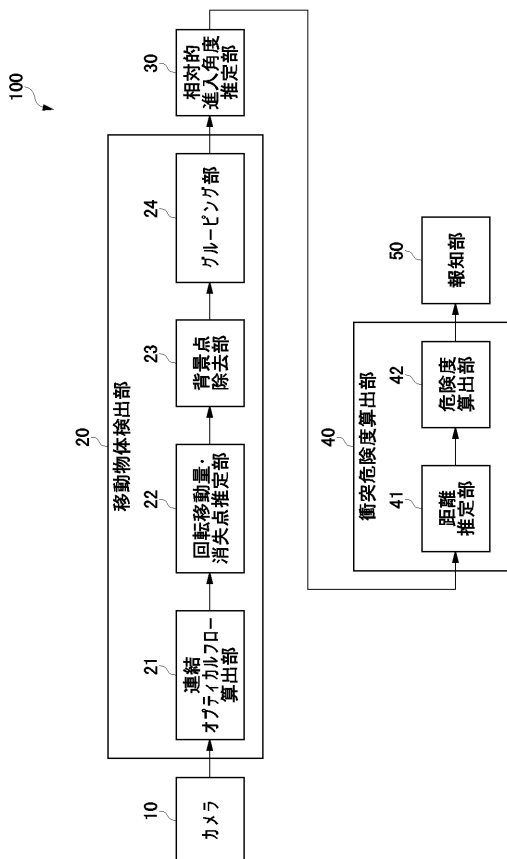 100
10
カメラ
20
移動物体検出部
21
連結
オプティカルフロー
算出部
22
回転移動量・
消失点推定部
23
背景点
除去部
24
グルーピング部
30
相対的
進入角度
推定部
40
衝突危険度算出部
41
距離
推定部
42
危険度
算出部
50
報知部